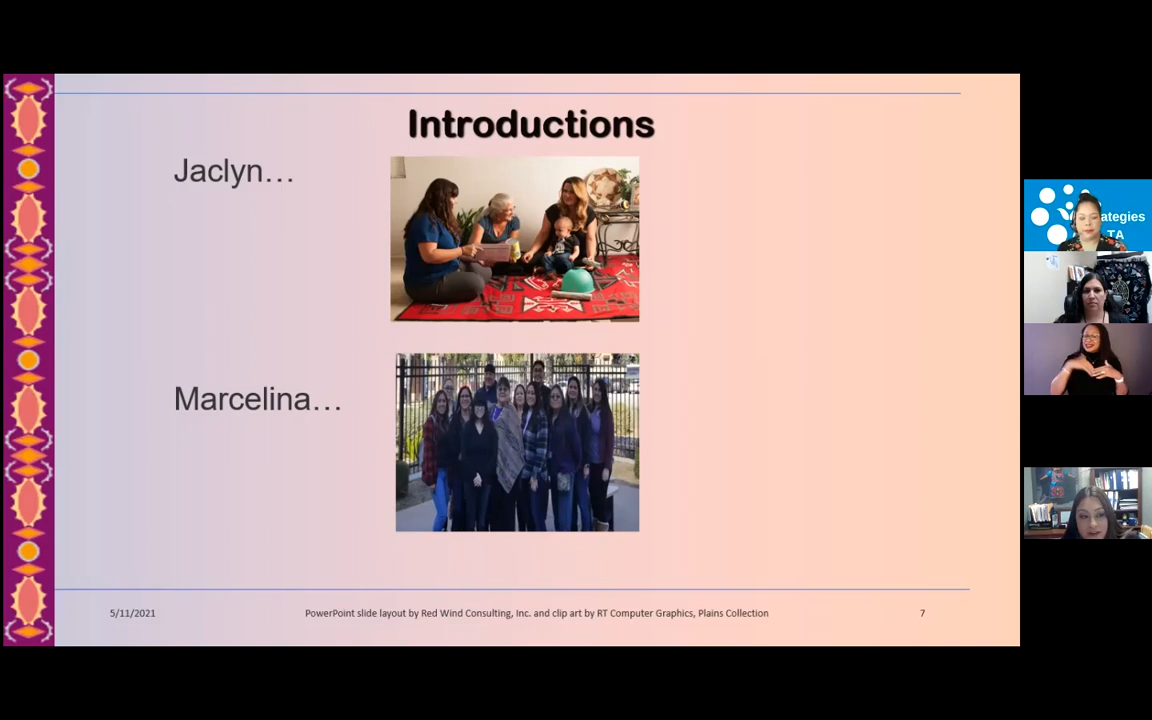 Introductions
Jaclyn...
Marcelina...
5/11/2021
PowerPoint slide layout by Red Wind Consulting, Inc. and clip art by RT Computer Graphics, Plains Collection
7
ategies
TA